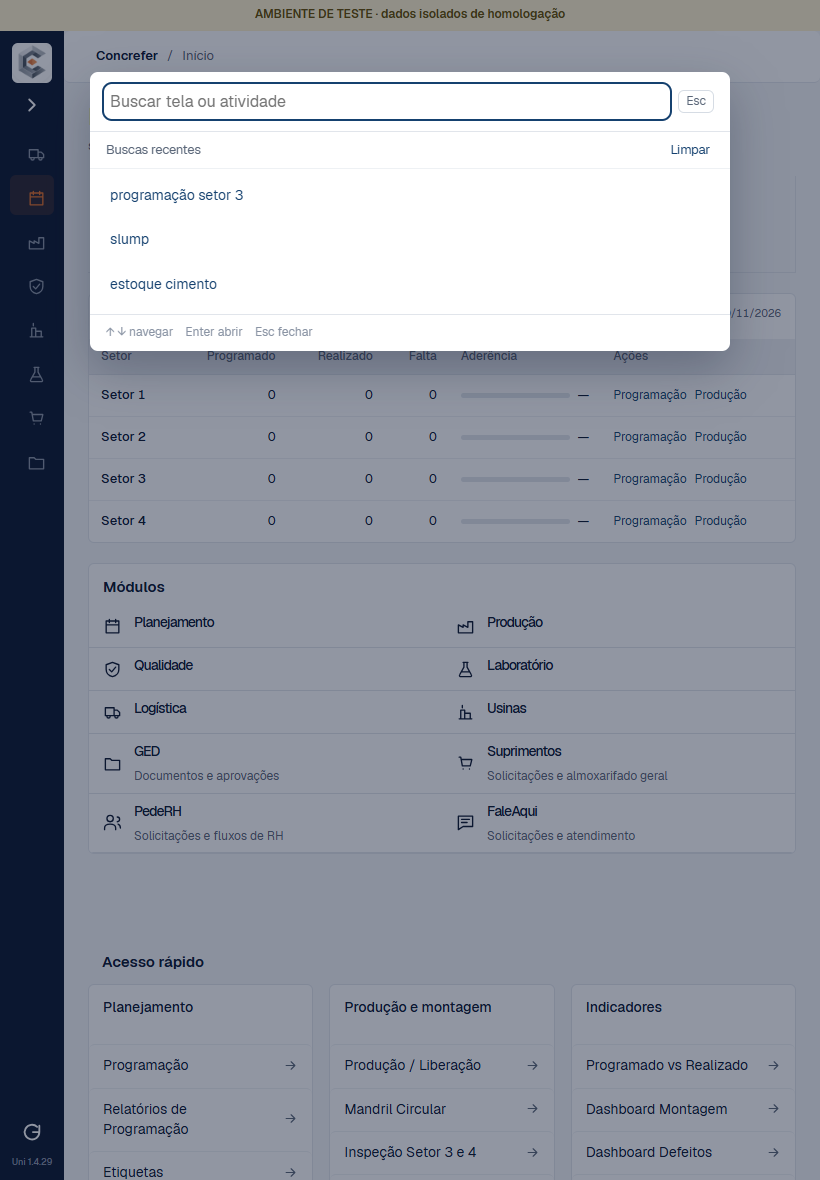 AMBIENTE DE TESTE · dados isolados de homologação
Concrefer / Inicio
Buscar tela ou atividade Esc
Buscas recentes Limpar
programação setor 3
slump
estoque cimento
↑↓ navegar Enter abrir Esc fechar
/11/2026
Setor Programado Realizado Falta Aderência Ações
Setor 1 0 0 0 — Programação Produção
Setor 2 0 0 0 — Programação Produção
Setor 3 0 0 0 — Programação Produção
Setor 4 0 0 0 — Programação Produção
Módulos
Planejamento Produção
Qualidade Laboratório
Logística Usinas
GED Suprimentos
Documentos e aprovações Solicitações e almoxarifado geral
PedeRH FaleAqui
Solicitações e fluxos de RH Solicitações e atendimento
Acesso rápido
Planejamento Produção e montagem Indicadores
Programação → Produção / Liberação → Programado vs Realizado →
Relatórios de Programação → Mandril Circular → Dashboard Montagem →
Etiquetas → Inspeção Setor 3 e 4 → Dashboard Defeitos →
Uni 1.4.29